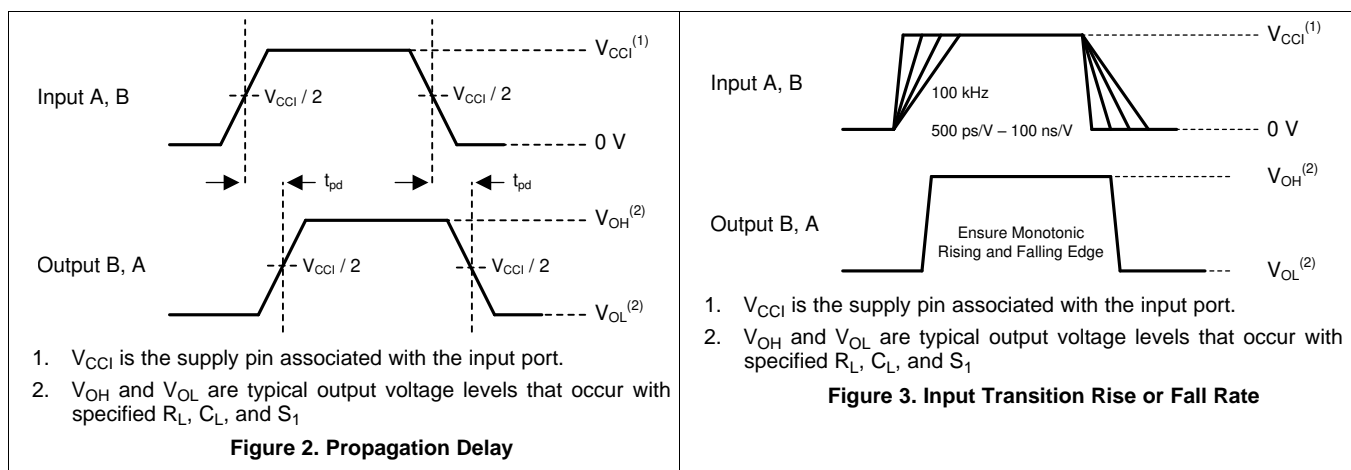 V_CCI(1)
Input A, B
V_CCI / 2
V_CCI / 2
0 V
t_pd
t_pd
V_OH(2)
Output B, A
V_CCI / 2
V_CCI / 2
V_OL(2)
1. V_CCI is the supply pin associated with the input port.
2. V_OH and V_OL are typical output voltage levels that occur with
specified R_L, C_L, and S_1
Figure 2. Propagation Delay
V_CCI(1)
Input A, B
100 kHz
500 ps/V – 100 ns/V
0 V
V_OH(2)
Output B, A
Ensure Monotonic
Rising and Falling Edge
V_OL(2)
1. V_CCI is the supply pin associated with the input port.
2. V_OH and V_OL are typical output voltage levels that occur with
specified R_L, C_L, and S_1
Figure 3. Input Transition Rise or Fall Rate